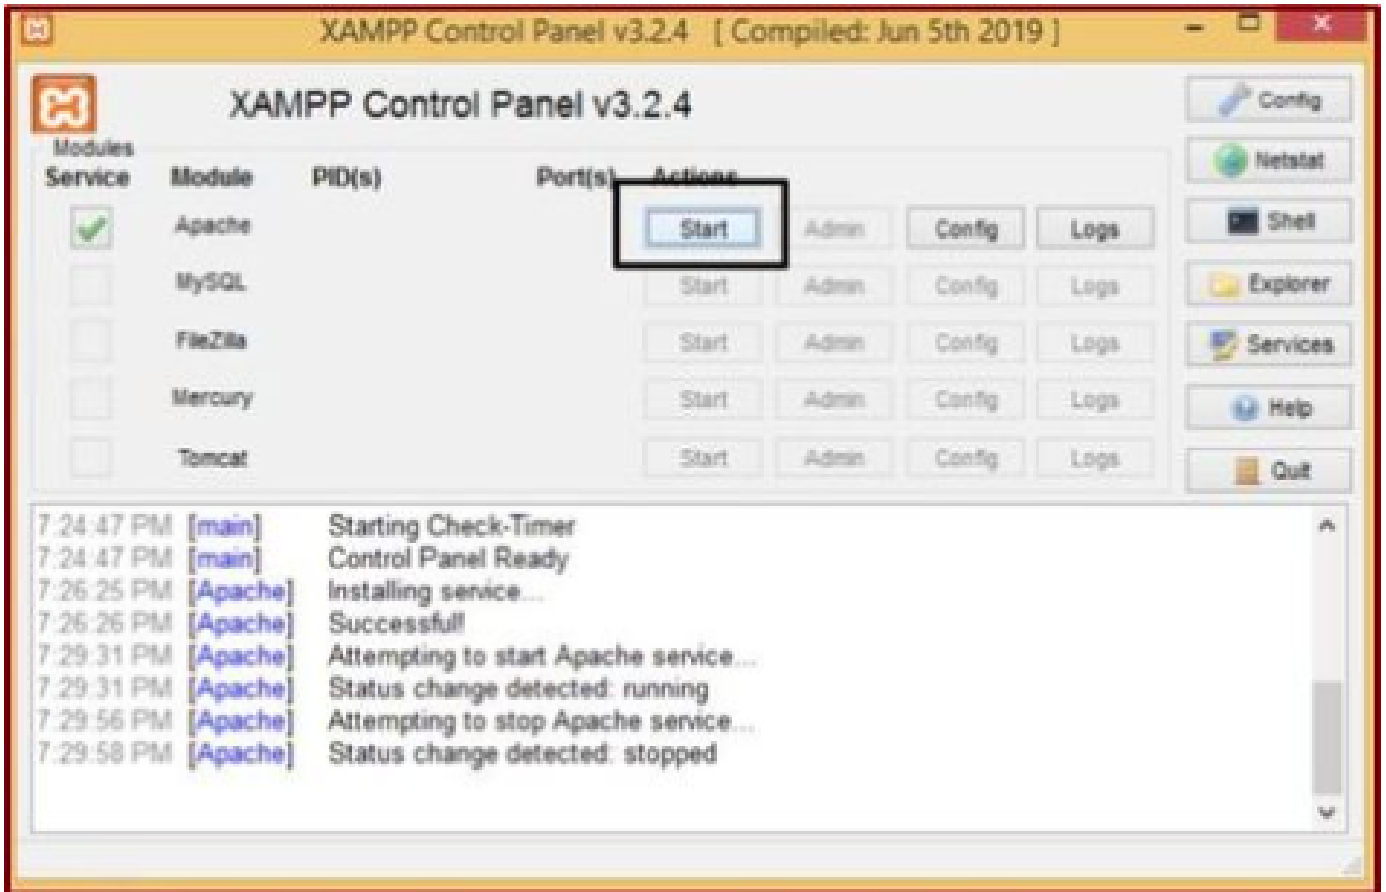 XAMPP Control Panel v3.2.4 [ Compiled: Jun 5th 2019 ]
XAMPP Control Panel v3.2.4
Modules
Service Module PID(s) Port(s) Actions
Apache Start Admin Config Logs
MySQL Start Admin Config Logs
FileZilla Start Admin Config Logs
Mercury Start Admin Config Logs
Tomcat Start Admin Config Logs
Config
Netstat
Shell
Explorer
Services
Help
Quit
7:24:47 PM [main] Starting Check-Timer
7:24:47 PM [main] Control Panel Ready
7:26:25 PM [Apache] Installing service...
7:26:26 PM [Apache] Successful!
7:29:31 PM [Apache] Attempting to start Apache service...
7:29:31 PM [Apache] Status change detected: running
7:29:56 PM [Apache] Attempting to stop Apache service...
7:29:58 PM [Apache] Status change detected: stopped